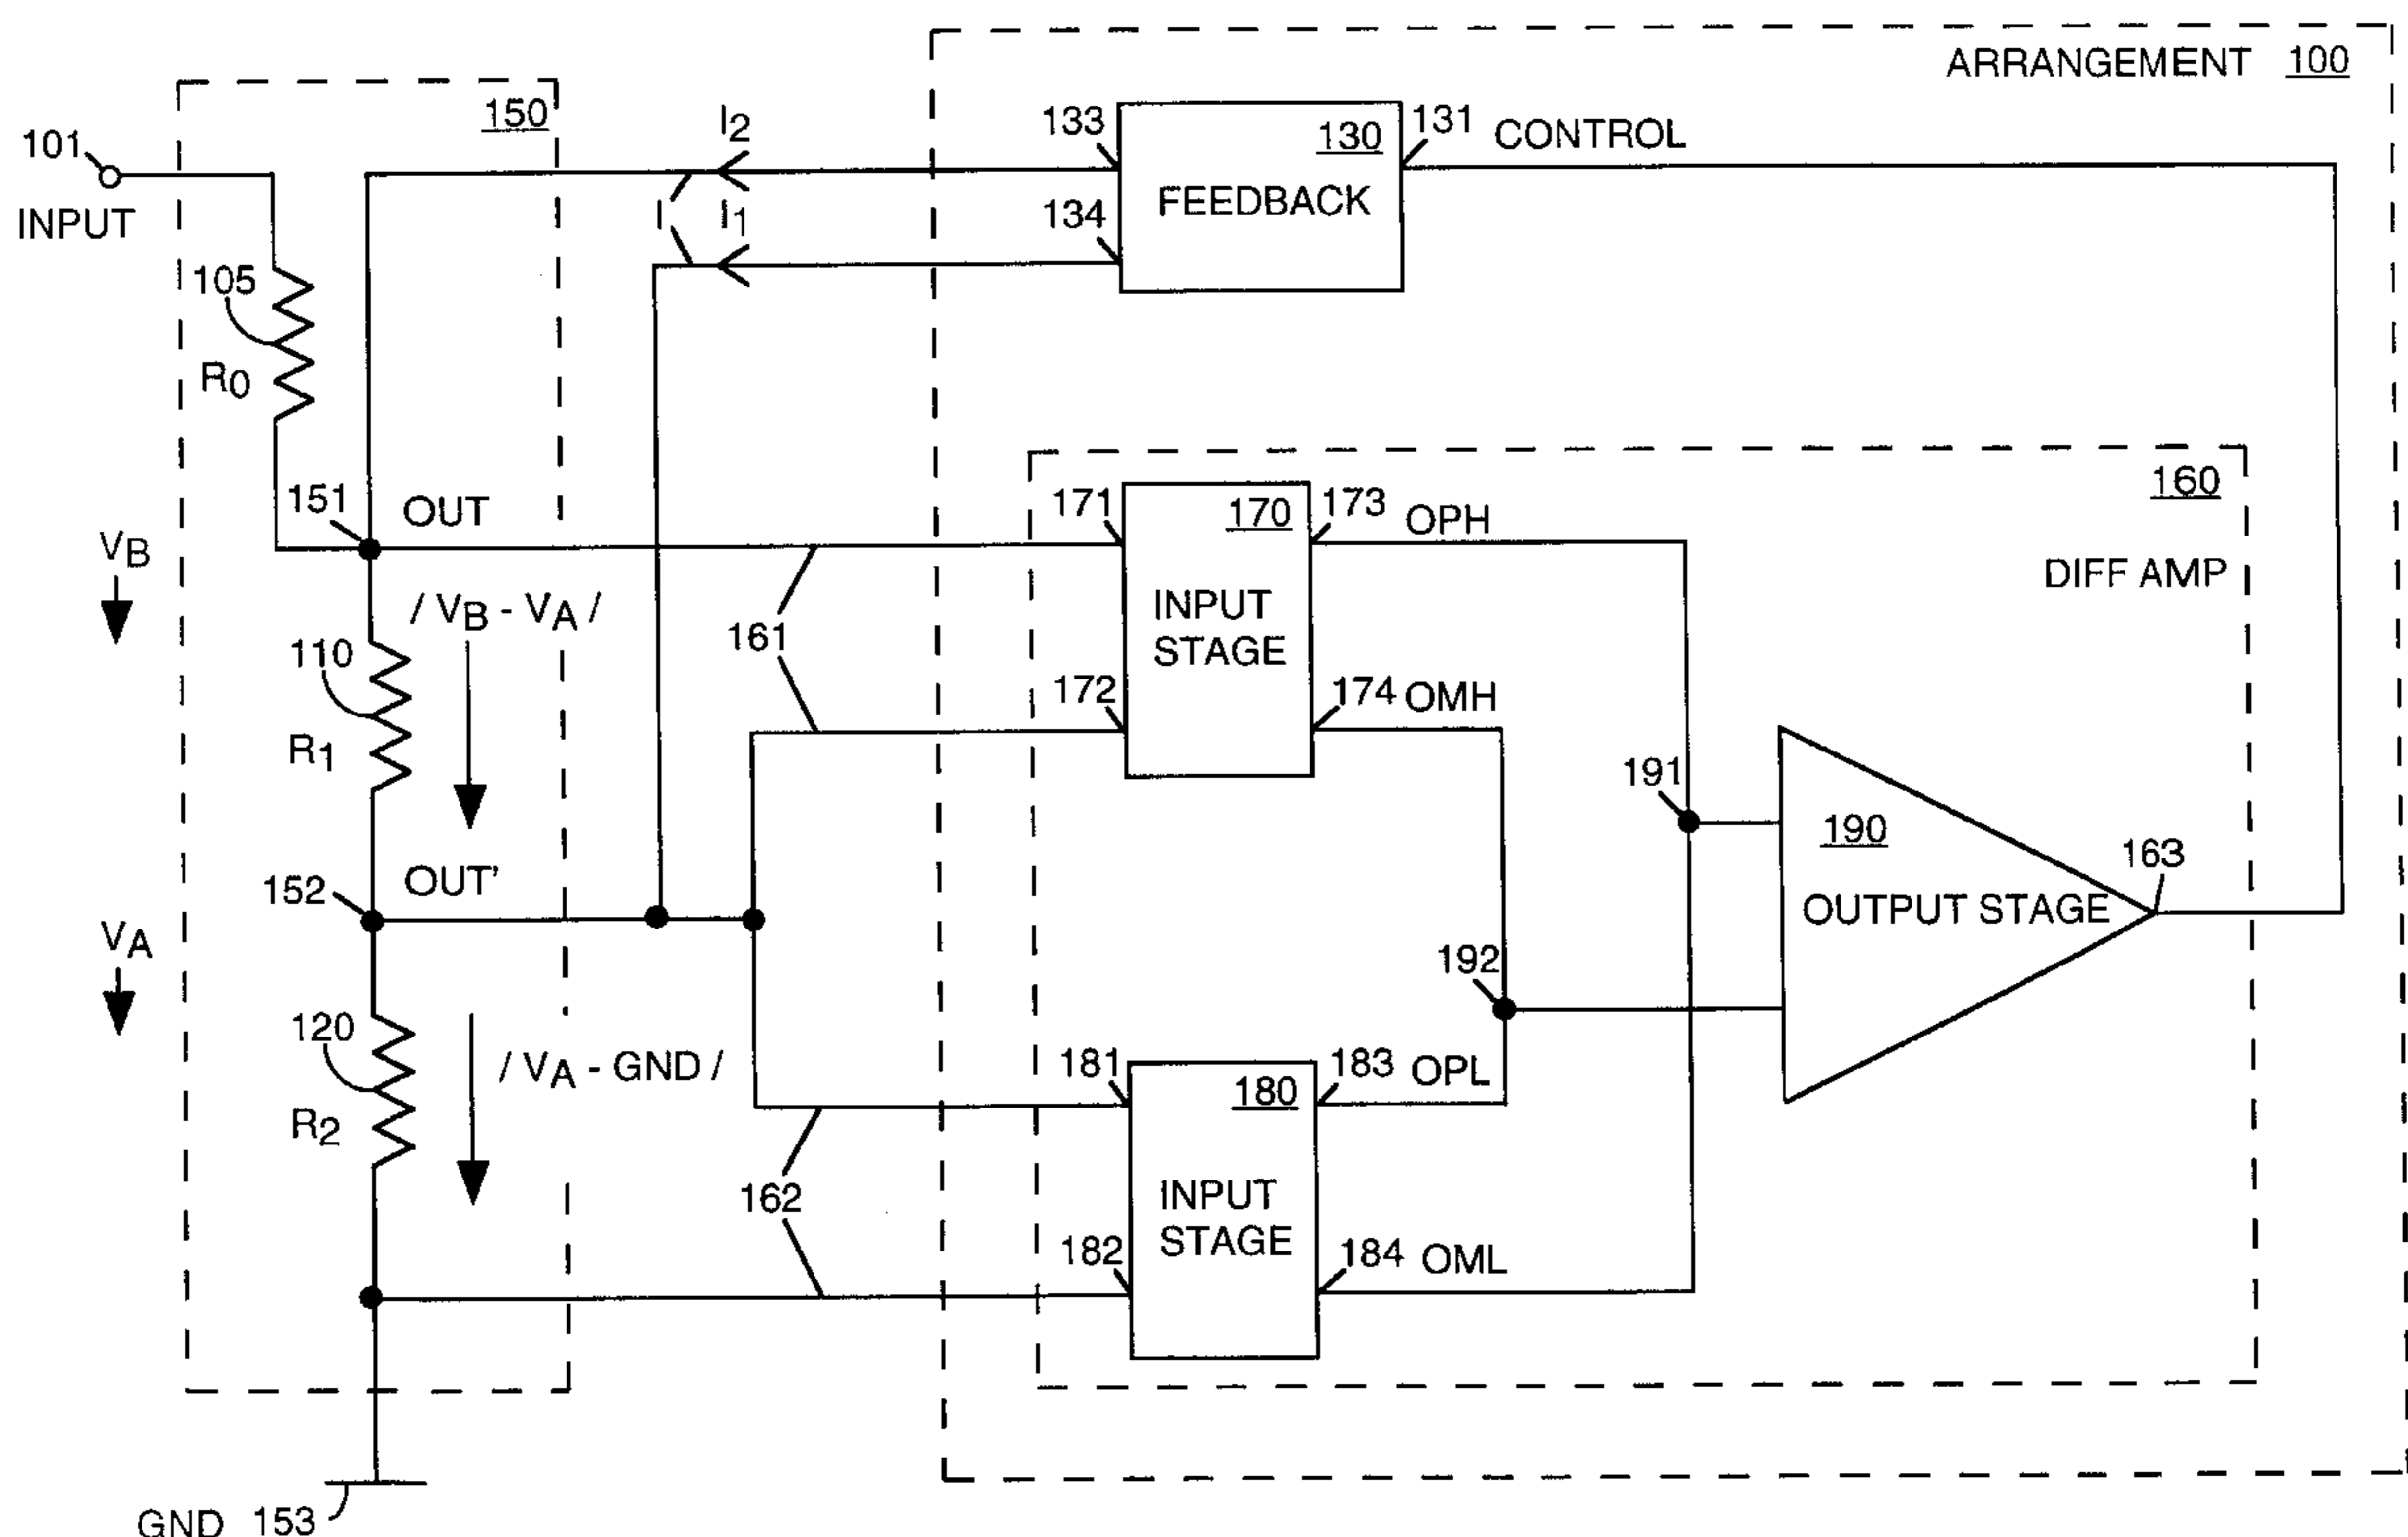 ARRANGEMENT 100
150
101
INPUT
I2
I1
I
133
134
130
FEEDBACK
131
CONTROL
105
R0
151
OUT
VB
/ VB - VA /
110
R1
161
171
172
170
INPUT
STAGE
173
OPH
174
OMH
160
DIFF AMP
191
190
OUTPUT STAGE
163
152
OUT'
VA
192
120
R2
/ VA - GND /
162
181
182
180
INPUT
STAGE
183
OPL
184
OML
GND 153